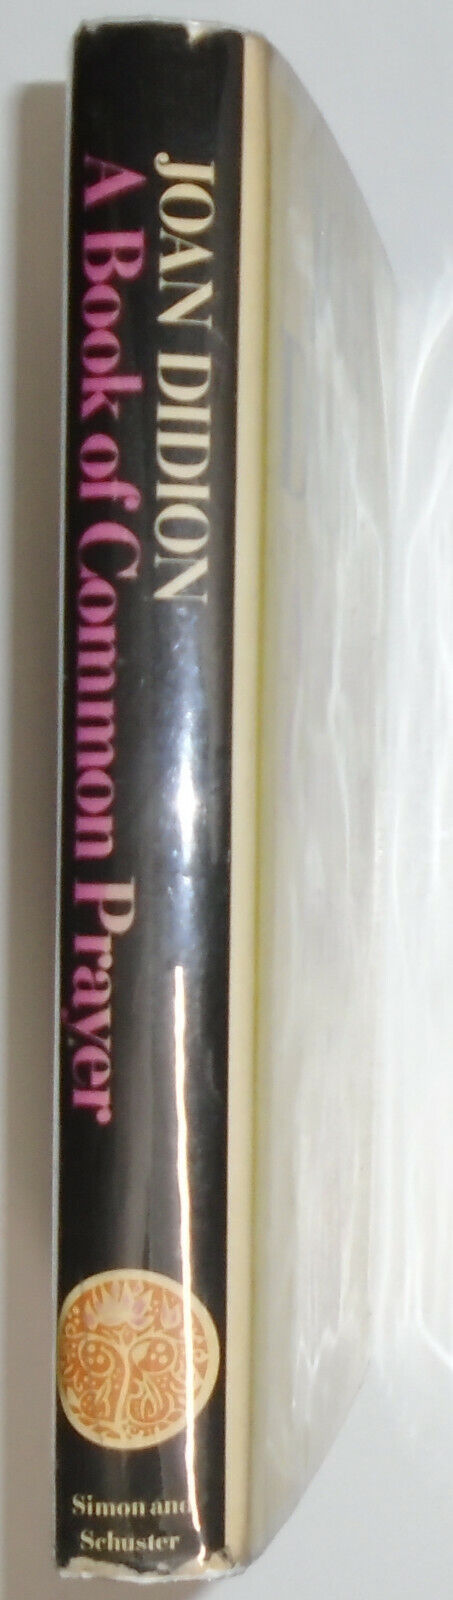 JOAN DIDION
A Book of Common Prayer
Simon and
Schuster